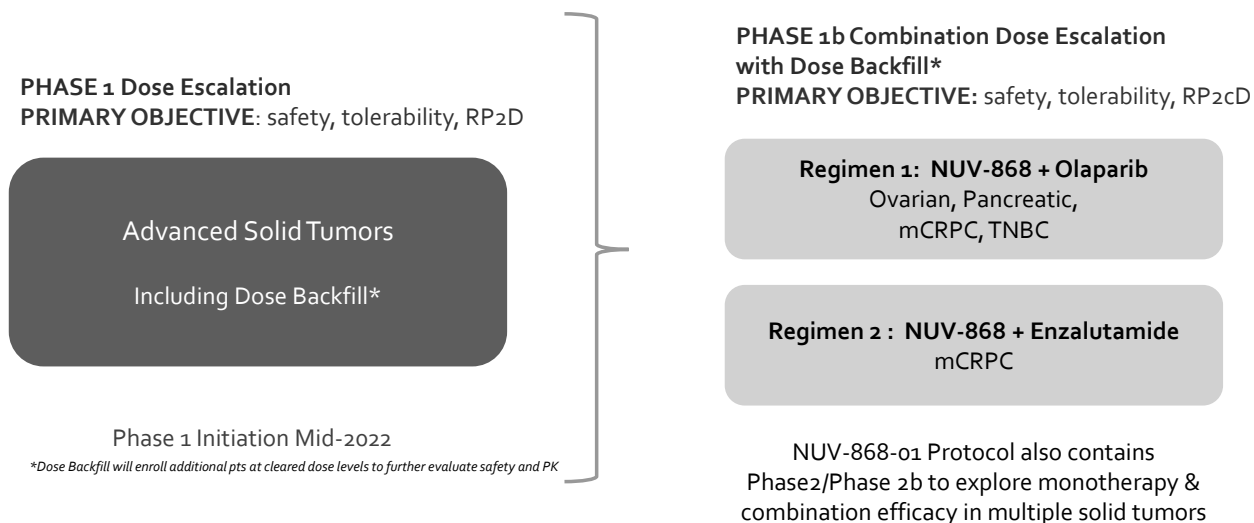 PHASE 1 Dose Escalation
PRIMARY OBJECTIVE: safety, tolerability, RP2D
Advanced Solid Tumors
Including Dose Backfill*
Phase 1 Initiation Mid-2022
*Dose Backfill will enroll additional pts at cleared dose levels to further evaluate safety and PK
PHASE 1b Combination Dose Escalation
with Dose Backfill*
PRIMARY OBJECTIVE: safety, tolerability, RP2cD
Regimen 1: NUV-868 + Olaparib
Ovarian, Pancreatic,
mCRPC, TNBC
Regimen 2 : NUV-868 + Enzalutamide
mCRPC
NUV-868-01 Protocol also contains
Phase2/Phase 2b to explore monotherapy &
combination efficacy in multiple solid tumors